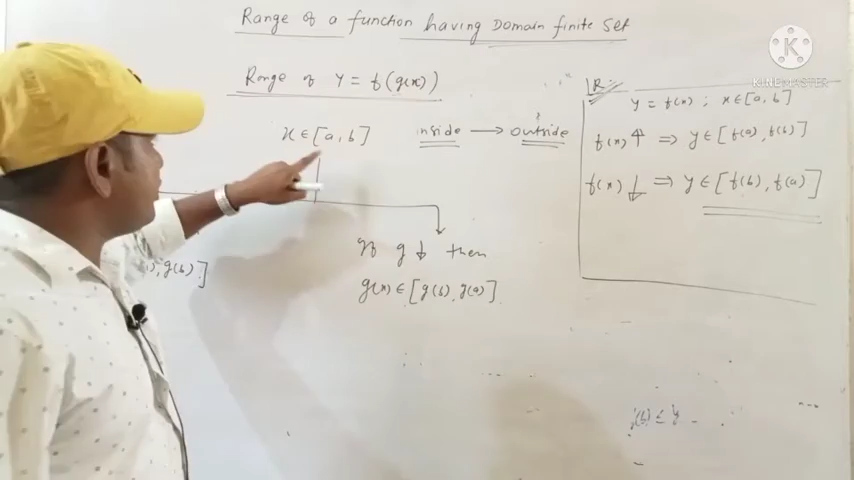 Range of a function having Domain finite Set
Range of y = f(g(x))
x ∈ [a, b]
inside → outside
If g ↓ then
g(x) ∈ [g(b), g(a)]
, g(b)]
R:
y = f(x) ; x ∈ [a, b]
f(x) ↑ ⇒ y ∈ [f(a), f(b)]
f(x) ↓ ⇒ y ∈ [f(b), f(a)]
(b) ≤ y
K
KINEMASTER